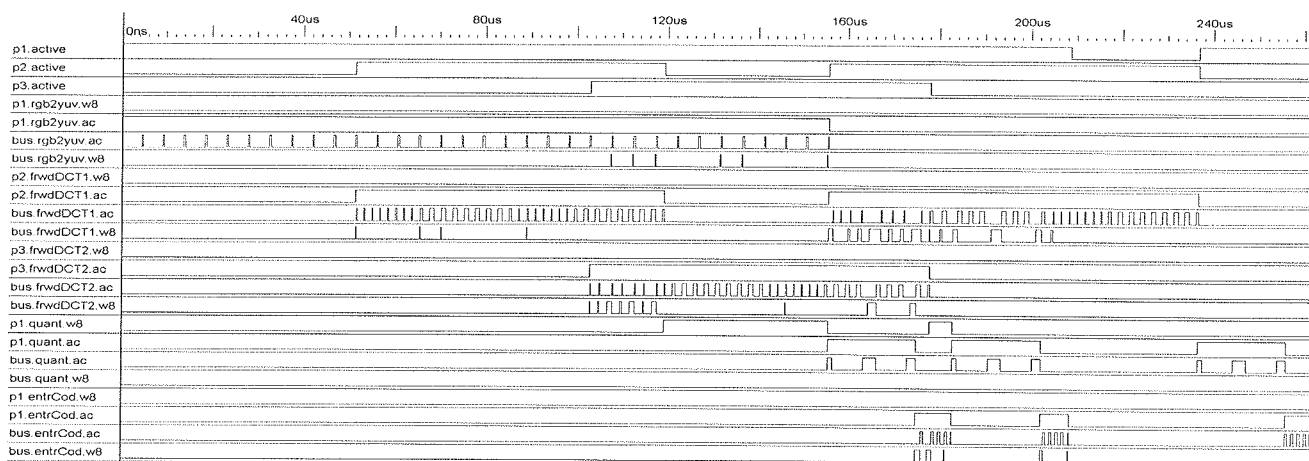 40us 80us 120us 160us 200us 240us
0ns
p1.active
p2.active
p3.active
p1.rgb2yuv.w8
p1.rgb2yuv.ac
bus.rgb2yuv.ac
bus.rgb2yuv.w8
p2.frwdDCT1.w8
p2.frwdDCT1.ac
bus.frwdDCT1.ac
bus.frwdDCT1.w8
p3.frwdDCT2.w8
p3.frwdDCT2.ac
bus.frwdDCT2.ac
bus.frwdDCT2.w8
p1.quant.w8
p1.quant.ac
bus.quant.ac
bus.quant.w8
p1.entrCod.w8
p1.entrCod.ac
bus.entrCod.ac
bus.entrCod.w8